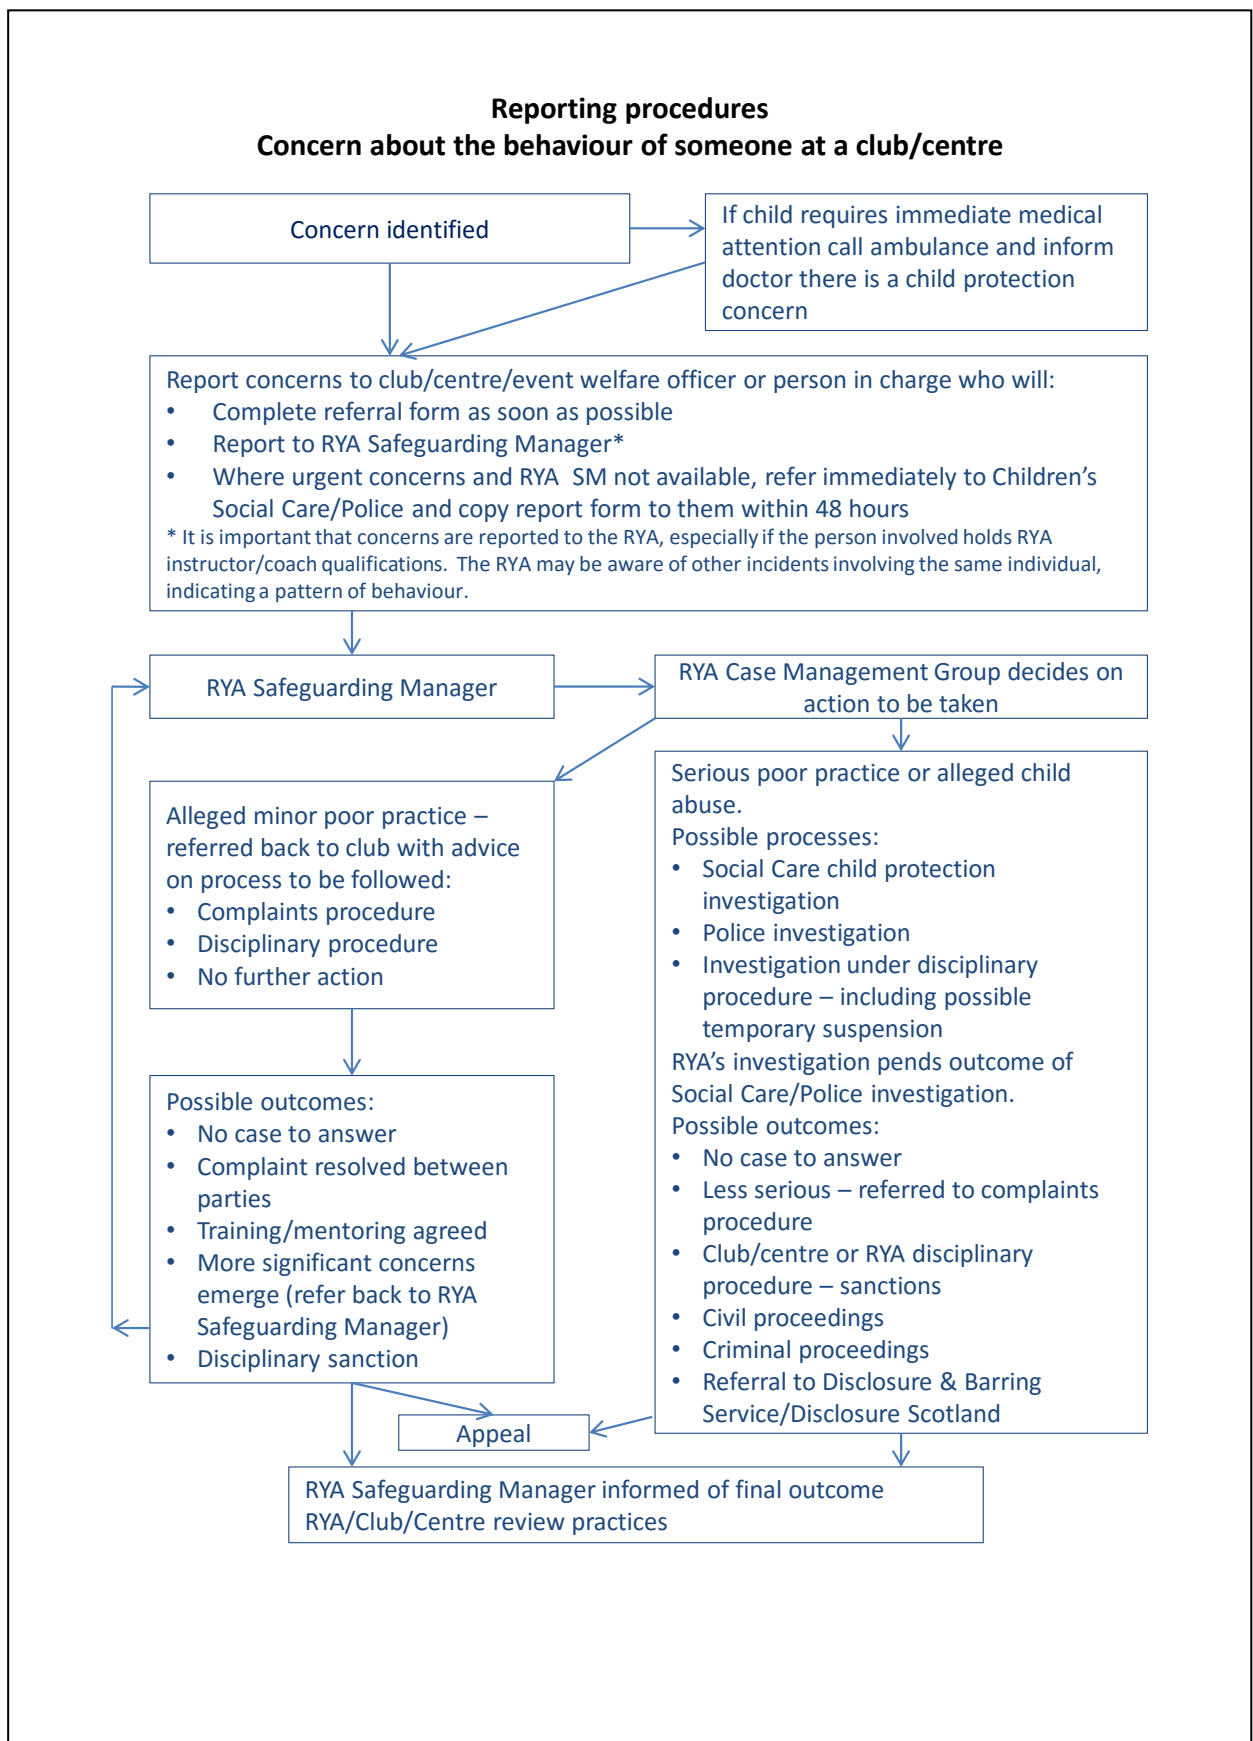 Reporting procedures
Concern about the behaviour of someone at a club/centre
Concern identified
If child requires immediate medical
attention call ambulance and inform
doctor there is a child protection
concern
Report concerns to club/centre/event welfare officer or person in charge who will:
• Complete referral form as soon as possible
• Report to RYA Safeguarding Manager*
• Where urgent concerns and RYA  SM not available, refer immediately to Children’s
Social Care/Police and copy report form to them within 48 hours
* It is important that concerns are reported to the RYA, especially if the person involved holds RYA
instructor/coach qualifications.  The RYA may be aware of other incidents involving the same individual,
indicating a pattern of behaviour.
RYA Safeguarding Manager
RYA Case Management Group decides on
action to be taken
Alleged minor poor practice –
referred back to club with advice
on process to be followed:
• Complaints procedure
• Disciplinary procedure
• No further action
Possible outcomes:
• No case to answer
• Complaint resolved between
parties
• Training/mentoring agreed
• More significant concerns
emerge (refer back to RYA
Safeguarding Manager)
• Disciplinary sanction
Serious poor practice or alleged child
abuse.
Possible processes:
• Social Care child protection
investigation
• Police investigation
• Investigation under disciplinary
procedure – including possible
temporary suspension
RYA’s investigation pends outcome of
Social Care/Police investigation.
Possible outcomes:
• No case to answer
• Less serious – referred to complaints
procedure
• Club/centre or RYA disciplinary
procedure – sanctions
• Civil proceedings
• Criminal proceedings
• Referral to Disclosure & Barring
Service/Disclosure Scotland
Appeal
RYA Safeguarding Manager informed of final outcome
RYA/Club/Centre review practices